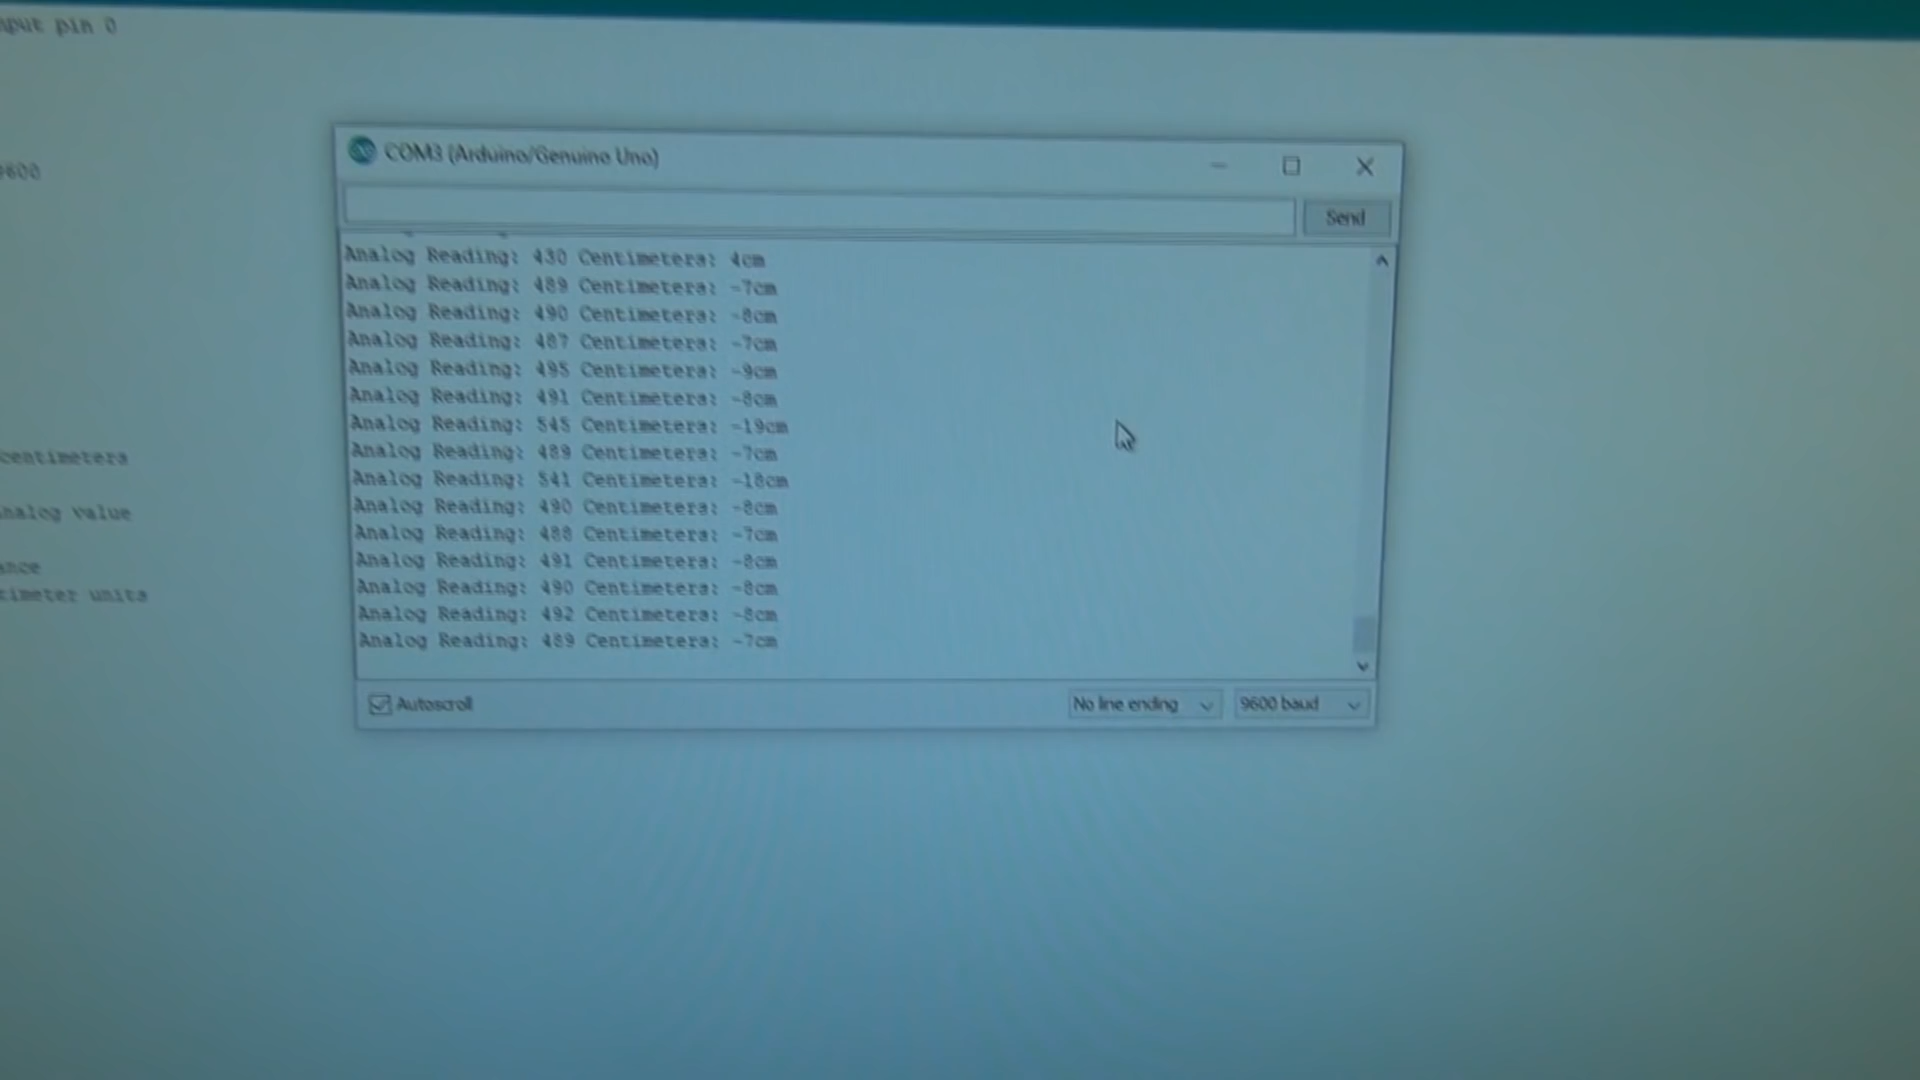 input pin 0
9600
COM3 (Arduino/Genuino Uno)
Send
Analog Reading: 430 Centimeters: 4cm
Analog Reading: 489 Centimeters: -7cm
Analog Reading: 490 Centimeters: -8cm
Analog Reading: 487 Centimeters: -7cm
Analog Reading: 495 Centimeters: -9cm
Analog Reading: 491 Centimeters: -8cm
Analog Reading: 545 Centimeters: -19cm
Analog Reading: 489 Centimeters: -7cm
Analog Reading: 541 Centimeters: -18cm
Analog Reading: 490 Centimeters: -8cm
Analog Reading: 488 Centimeters: -7cm
Analog Reading: 491 Centimeters: -8cm
Analog Reading: 490 Centimeters: -8cm
Analog Reading: 492 Centimeters: -8cm
Analog Reading: 489 Centimeters: -7cm
centimeters
analog value
units
Autoscroll
No line ending
9600 baud